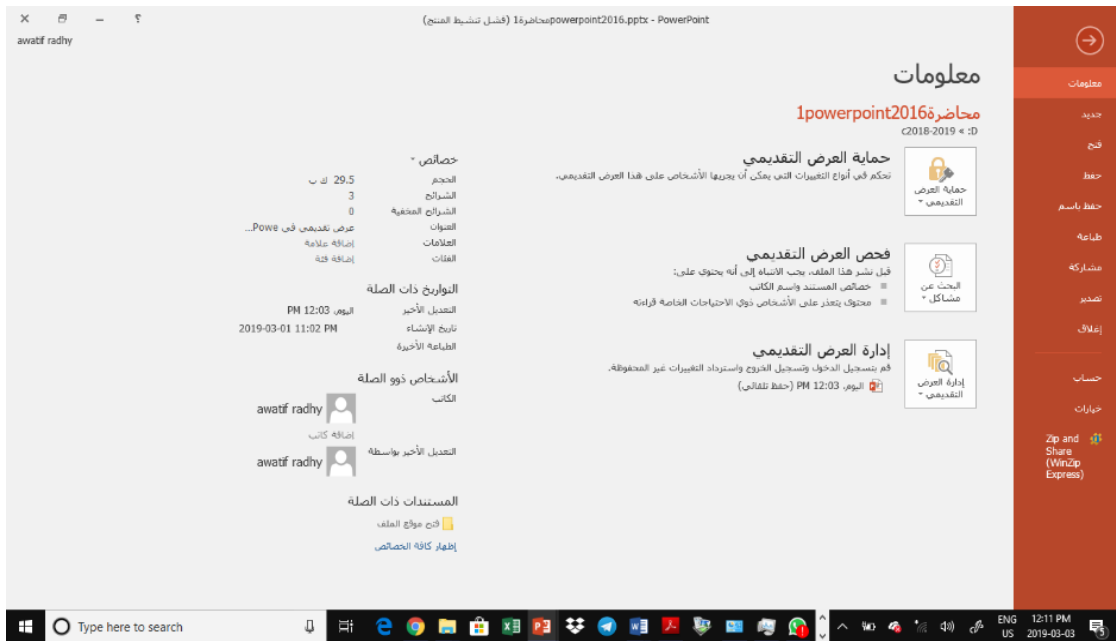 محاضرة1powerpoint2016.pptx - PowerPoint (فشل تنشيط المنتج)
awatif radhy
معلومات
جديد
فتح
حفظ
حفظ باسم
طباعة
مشاركة
تصدير
إغلاق
حساب
خيارات
Zip and
Share
(WinZip
Express)
معلومات
محاضرة1powerpoint2016
D: » c2018-2019
حماية العرض
التقديمي
حماية العرض التقديمي
تحكم في أنواع التغييرات التي يمكن أن يجريها الأشخاص على هذا العرض التقديمي.
البحث عن
مشاكل
فحص العرض التقديمي
قبل نشر هذا الملف، يجب الانتباه إلى أنه يحتوي على:
خصائص المستند واسم الكاتب
محتوى يتعذر على الأشخاص ذوي الاحتياجات الخاصة قراءته
إدارة العرض
التقديمي
إدارة العرض التقديمي
قم بتسجيل الدخول وتسجيل الخروج واسترداد التغييرات غير المحفوظة.
اليوم، 12:03 PM (حفظ تلقائي)
خصائص
الحجم 29.5 ك ب
الشرائح 3
الشرائح المخفية 0
العنوان عرض تقديمي في Powe...
العلامات إضافة علامة
الفئات إضافة فئة
التواريخ ذات الصلة
التعديل الأخير اليوم، 12:03 PM
تاريخ الإنشاء 2019-03-01 11:02 PM
الطباعة الأخيرة
الأشخاص ذوو الصلة
الكاتب awatif radhy
إضافة كاتب
التعديل الأخير بواسطة awatif radhy
المستندات ذات الصلة
فتح موقع الملف
إظهار كافة الخصائص
Type here to search
ENG 12:11 PM
US 2019-03-03